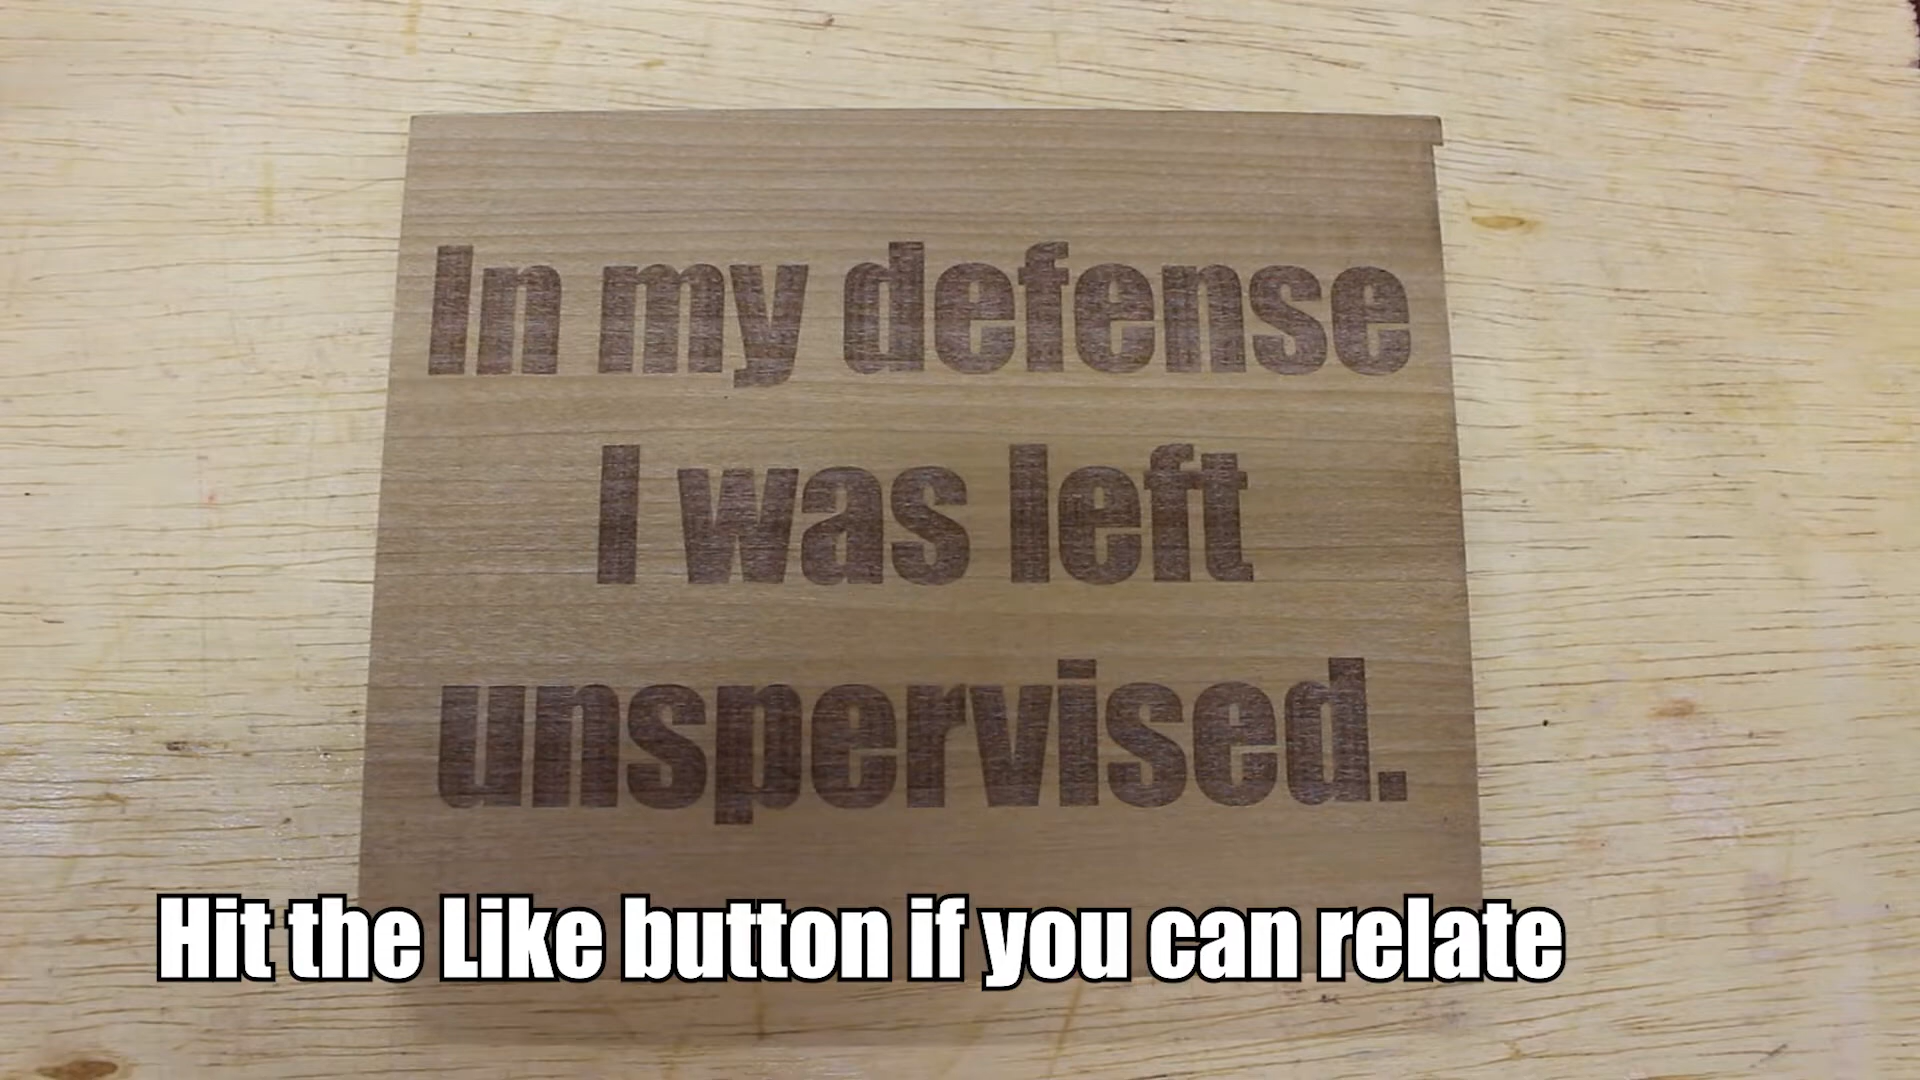 In my defense
I was left
unspervised.
Hit the Like button if you can relate